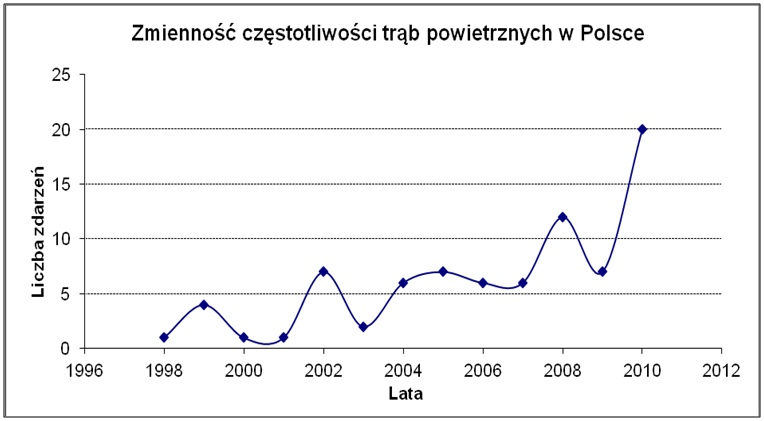 Zmienność częstotliwości trąb powietrznych w Polsce
25
20
15
10
5
0
Liczba zdarzeń
1996 1998 2000 2002 2004 2006 2008 2010 2012
Lata